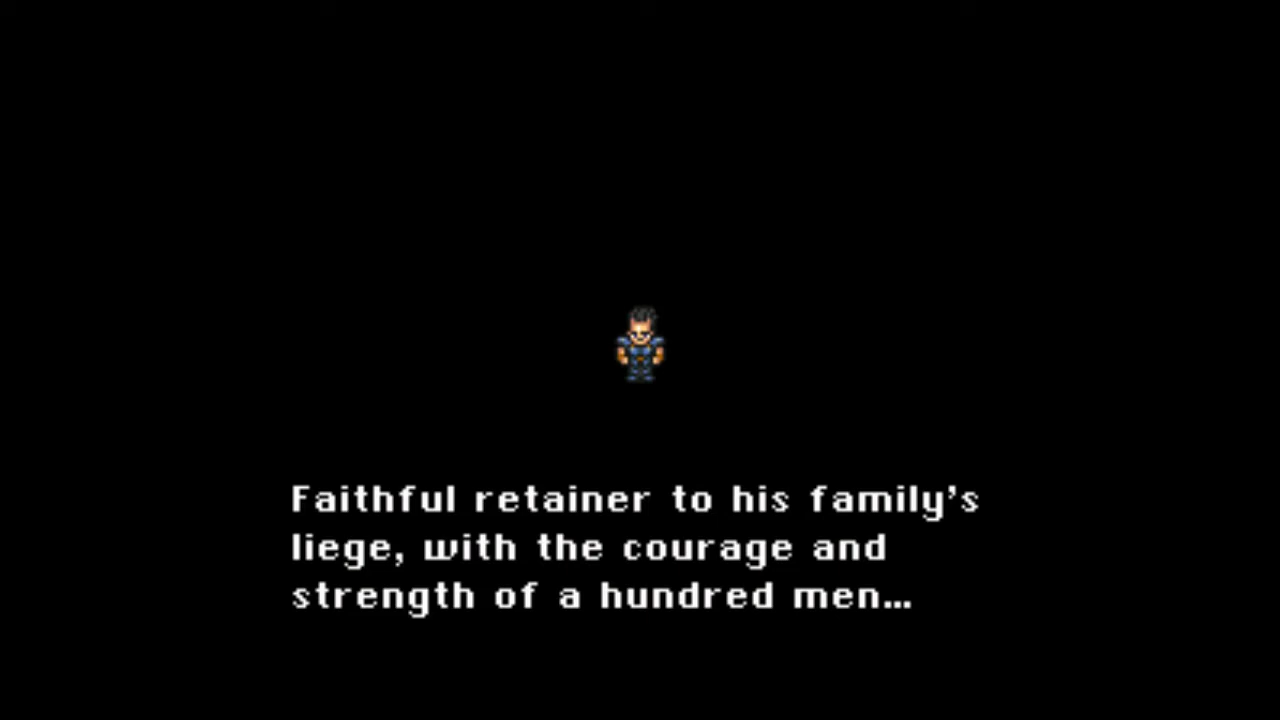 Faithful retainer to his family's
liege, with the courage and
strength of a hundred men…